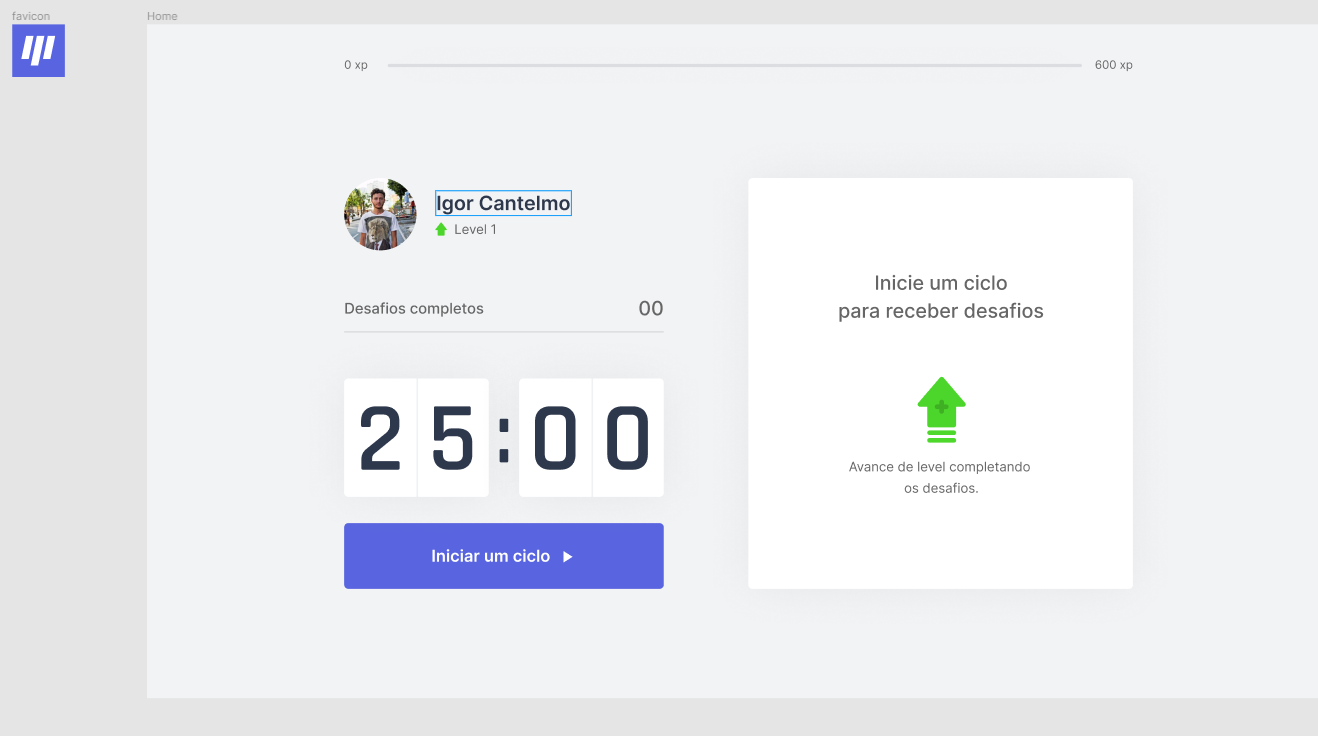 favicon
Home
0 xp
600 xp
Igor Cantelmo
Level 1
Desafios completos
00
25:00
Iniciar um ciclo
Inicie um ciclo
para receber desafios
Avance de level completando
os desafios.